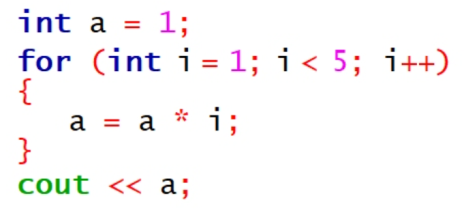 int a = 1;
for (int i = 1; i < 5; i++)
{
a = a * i;
}
cout << a;